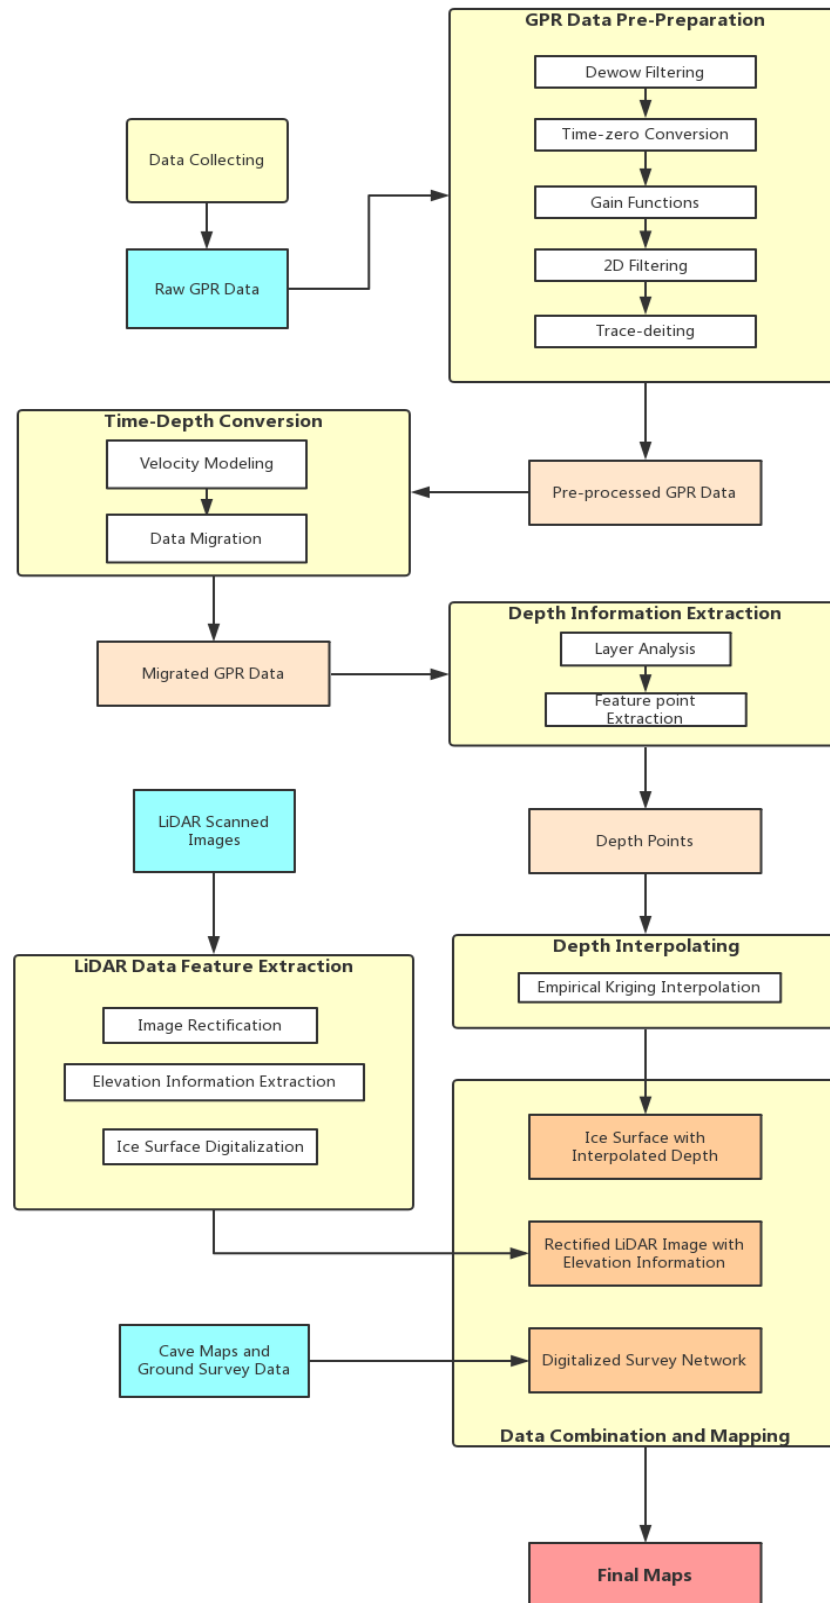 GPR Data Pre-Preparation
Dewow Filtering
Time-zero Conversion
Gain Functions
2D Filtering
Trace-deiting
Data Collecting
Raw GPR Data
Time-Depth Conversion
Velocity Modeling
Data Migration
Pre-processed GPR Data
Migrated GPR Data
Depth Information Extraction
Layer Analysis
Feature point
Extraction
LiDAR Scanned
Images
Depth Points
LiDAR Data Feature Extraction
Image Rectification
Elevation Information Extraction
Ice Surface Digitalization
Depth Interpolating
Empirical Kriging Interpolation
Ice Surface with
Interpolated Depth
Rectified LiDAR Image with
Elevation Information
Cave Maps and
Ground Survey Data
Digitalized Survey Network
Data Combination and Mapping
Final Maps